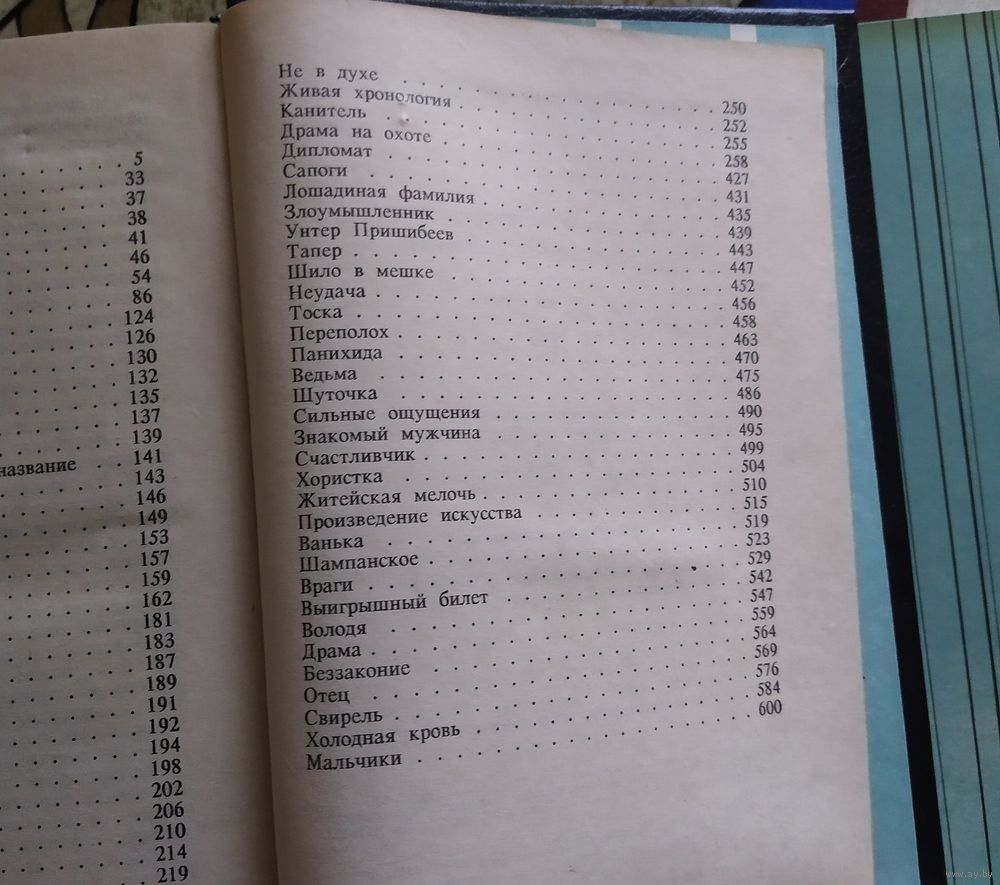 5
33
37
38
41
46
54
86
124
126
130
132
135
137
139
название . . 141
143
146
149
153
157
159
162
181
183
187
189
191
192
194
198
202
206
210
214
219
Не в духе . . . 250
Живая хронология . . . 252
Канитель . . . 255
Драма на охоте . . . 258
Дипломат . . . 427
Сапоги . . . 431
Лошадиная фамилия . . . 435
Злоумышленник . . . 439
Унтер Пришибеев . . . 443
Тапер . . . 447
Шило в мешке . . . 452
Неудача . . . 456
Тоска . . . 458
Переполох . . . 463
Панихида . . . 470
Ведьма . . . 475
Шуточка . . . 486
Сильные ощущения . . . 490
Знакомый мужчина . . . 495
Счастливчик . . . 499
Хористка . . . 504
Житейская мелочь . . . 510
Произведение искусства . . . 515
Ванька . . . 519
Шампанское . . . 523
Враги . . . 529
Выигрышный билет . . . 542
Володя . . . 547
Драма . . . 559
Беззаконие . . . 564
Отец . . . 569
Свирель . . . 576
Холодная кровь . . . 584
Мальчики . . . 600
www.ay.by